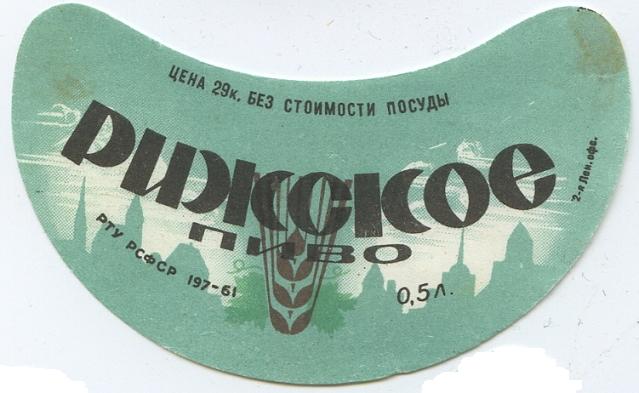 ЦЕНА 29к. БЕЗ СТОИМОСТИ ПОСУДЫ
РИЖСКОЕ
ПИВО
РТУ РСФСР 197-61
0,5 л.
2-я Лен. офс.